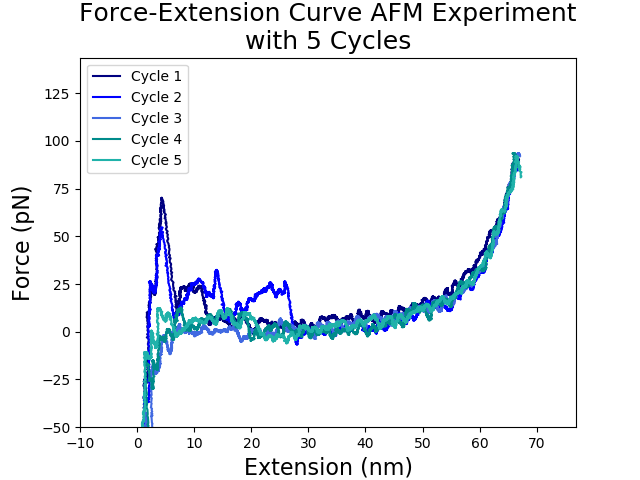 Force-Extension Curve AFM Experiment
with 5 Cycles
Cycle 1
Cycle 2
Cycle 3
Cycle 4
Cycle 5
Force (pN)
125
100
75
50
25
0
−25
−50
−10 0 10 20 30 40 50 60 70
Extension (nm)